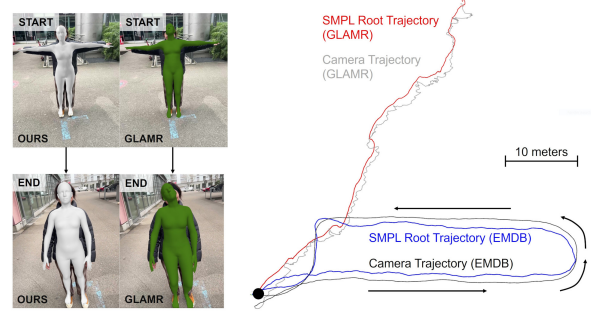 START
START
OURS
GLAMR
END
END
OURS
GLAMR
SMPL Root Trajectory
(GLAMR)
Camera Trajectory
(GLAMR)
10 meters
SMPL Root Trajectory (EMDB)
Camera Trajectory (EMDB)